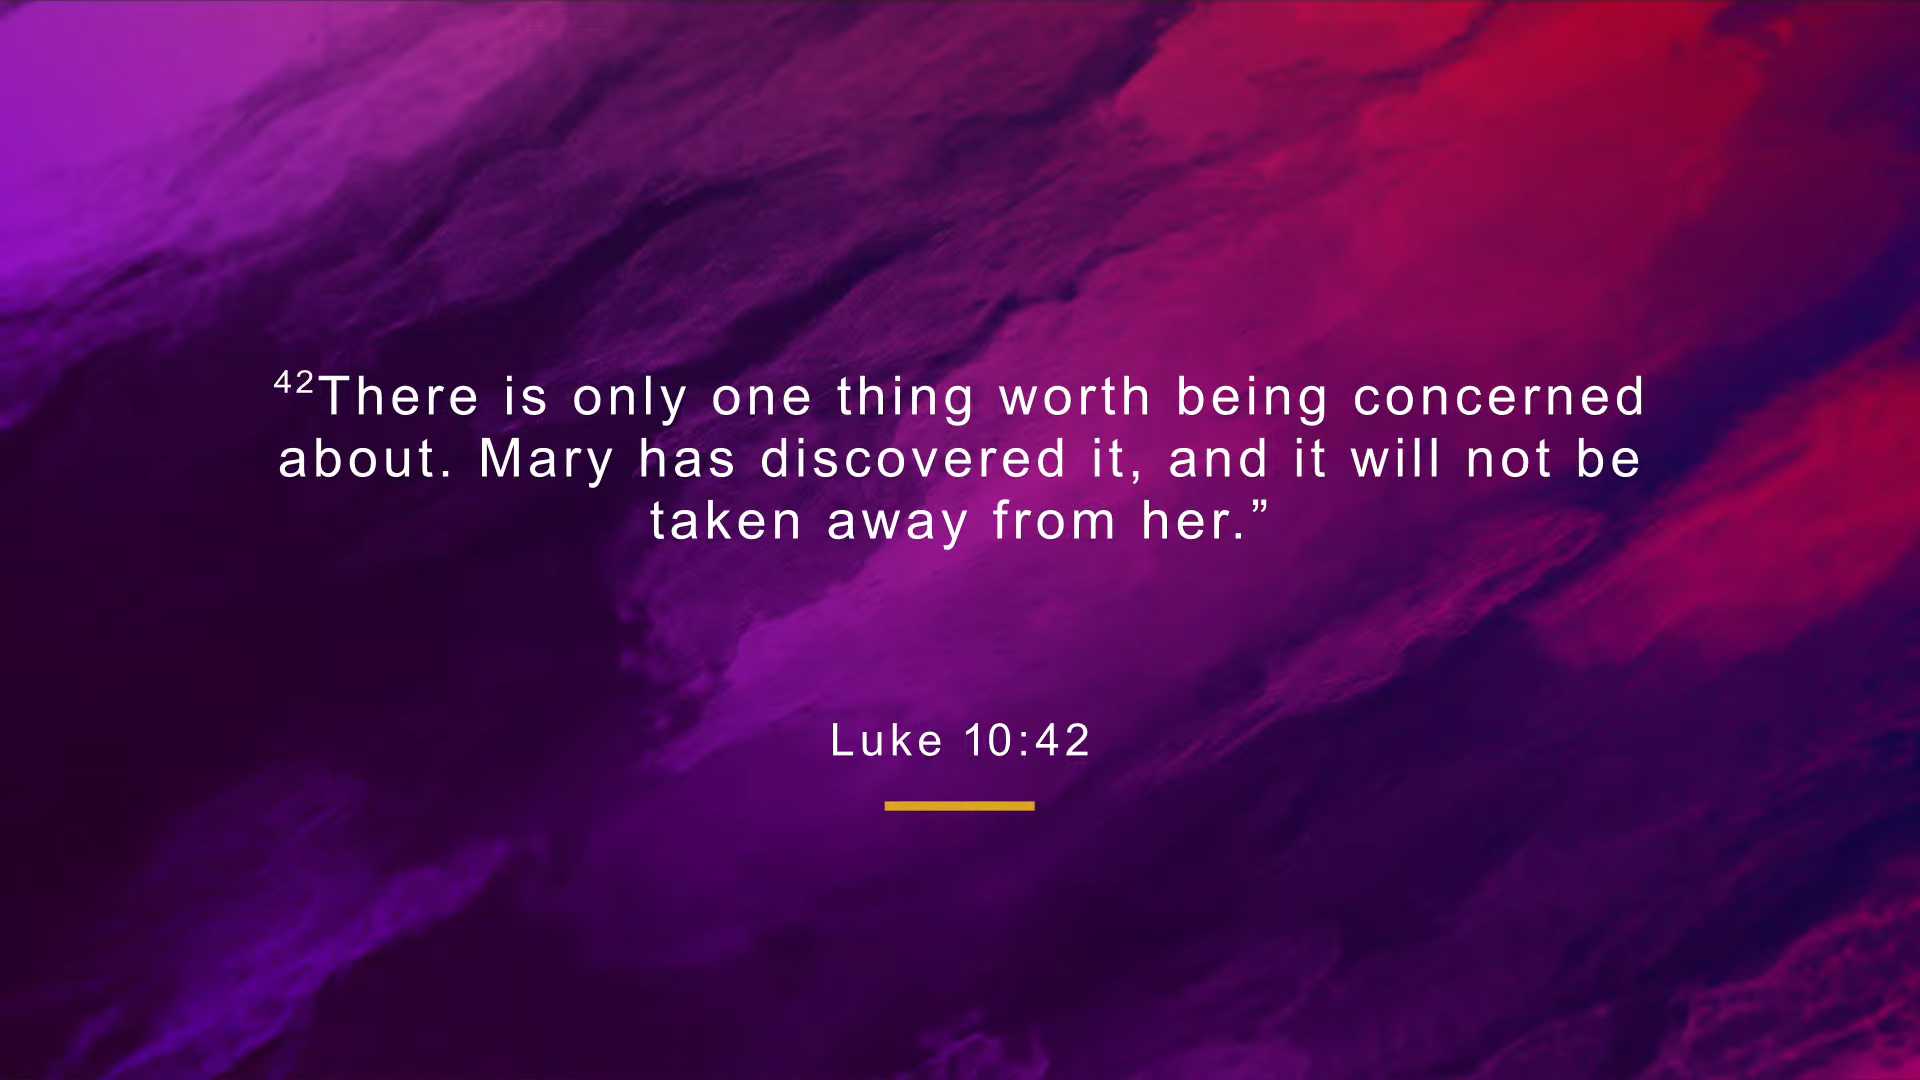 ⁴²There is only one thing worth being concerned
about. Mary has discovered it, and it will not be
taken away from her.”
Luke 10:42